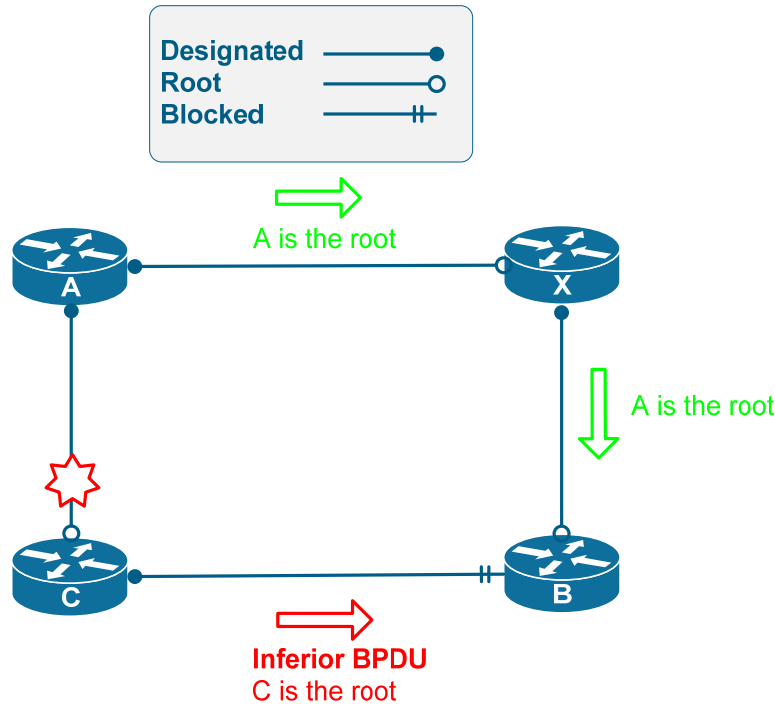 Designated
Root
Blocked
A is the root
A
X
A is the root
C
B
Inferior BPDU
C is the root